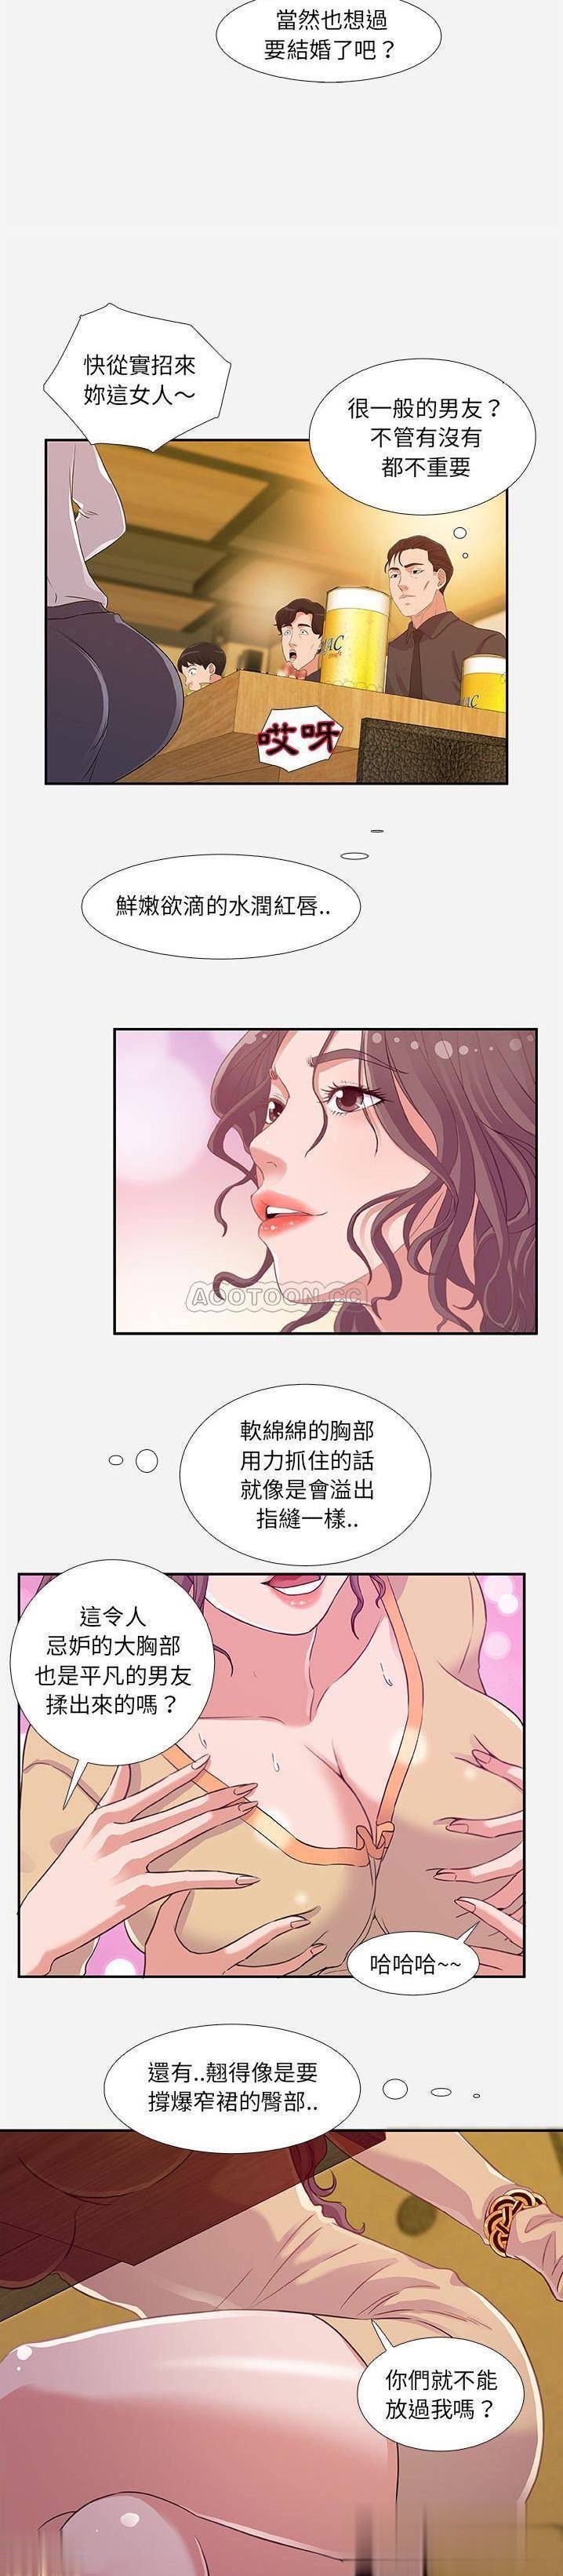 當然也想過
要結婚了吧？
快從實招來
妳這女人～
很一般的男友？
不管有沒有
都不重要
MAC
哎呀
鮮嫩欲滴的水潤紅唇..
AOOTOON.CC
軟綿綿的胸部
用力抓住的話
就像是會溢出
指縫一樣..
這令人
忌妒的大胸部
也是平凡的男友
揉出來的嗎？
哈哈哈~~
還有..翹得像是要
撐爆窄裙的臀部..
你們就不能
放過我嗎？